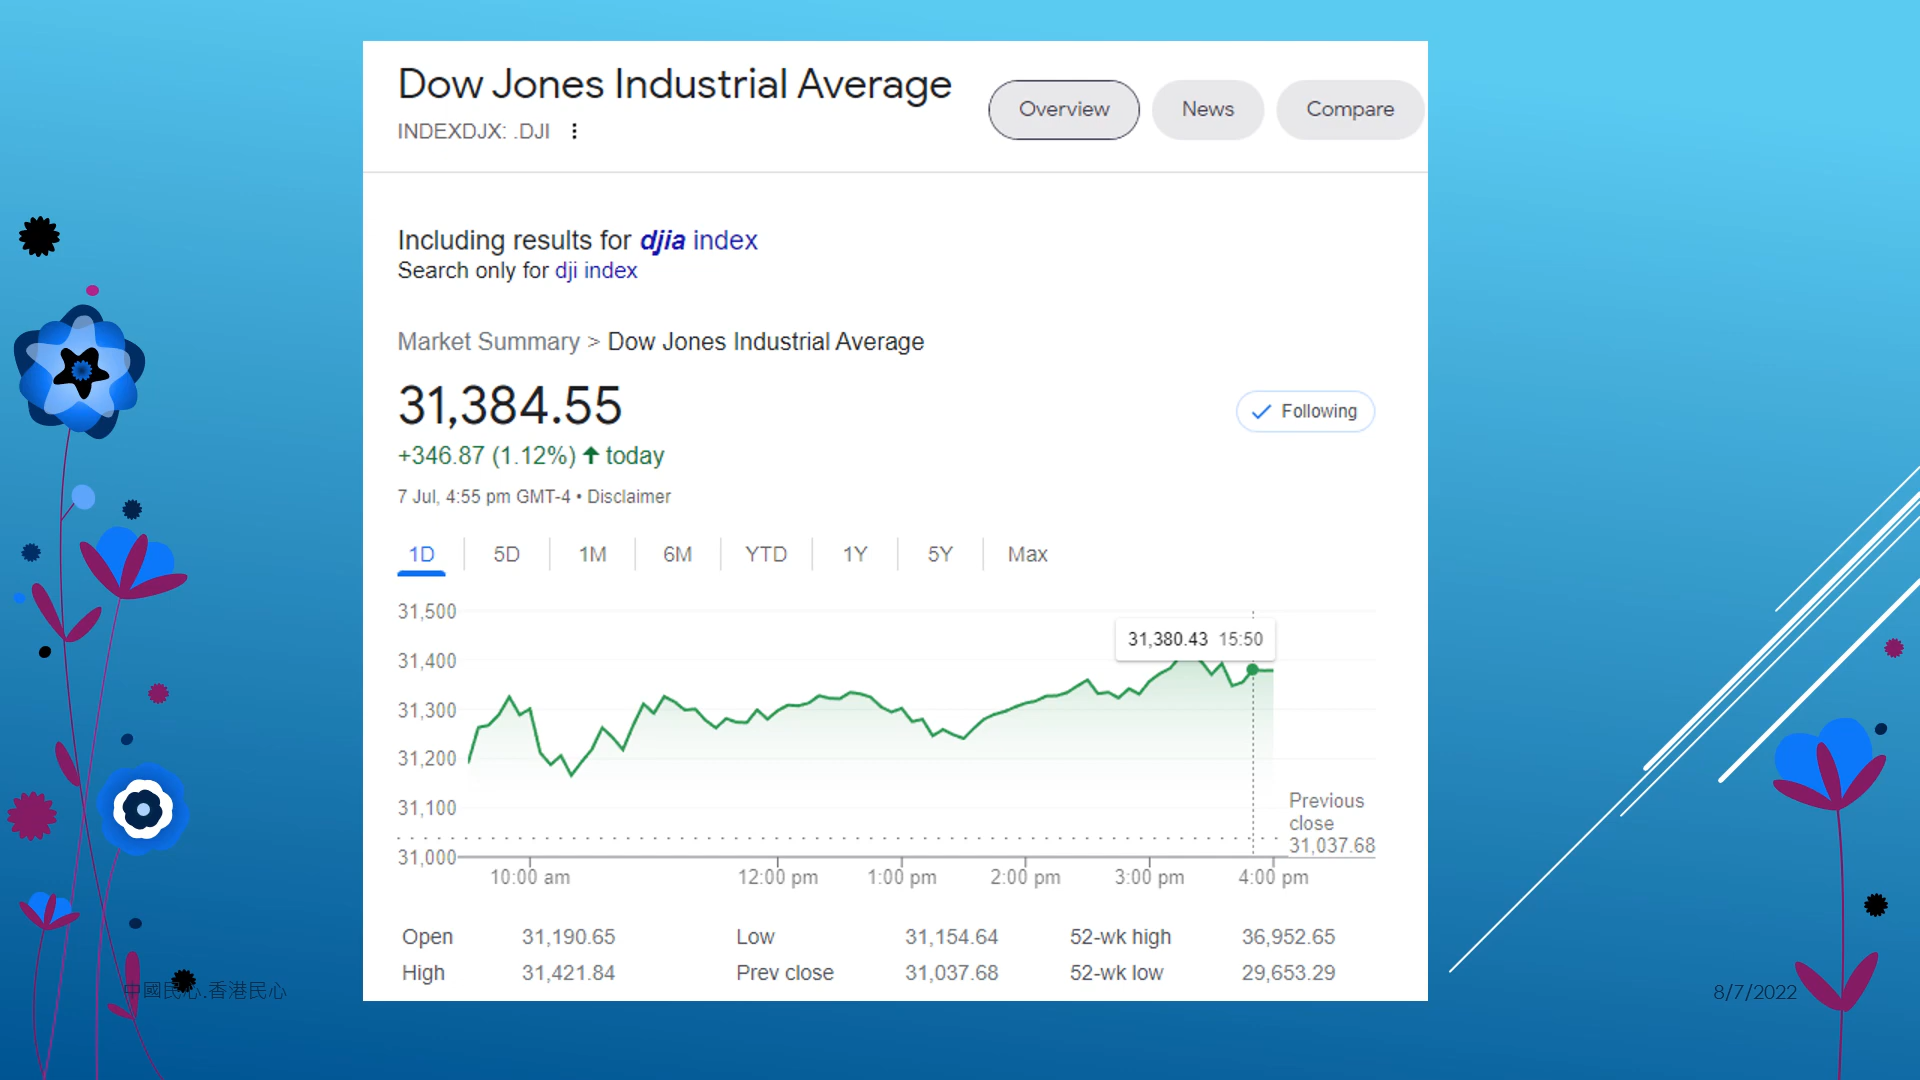 Dow Jones Industrial Average
INDEXDJX: .DJI
Overview
News
Compare
Including results for djia index
Search only for dji index
Market Summary > Dow Jones Industrial Average
31,384.55
Following
+346.87 (1.12%) ↑ today
7 Jul, 4:55 pm GMT-4 • Disclaimer
1D 5D 1M 6M YTD 1Y 5Y Max
31,500
31,380.43 15:50
31,400
31,300
31,200
31,100
Previous
close
31,037.68
31,000
10:00 am 12:00 pm 1:00 pm 2:00 pm 3:00 pm 4:00 pm
Open 31,190.65 Low 31,154.64 52-wk high 36,952.65
High 31,421.84 Prev close 31,037.68 52-wk low 29,653.29
中國民心.香港民心
8/7/2022